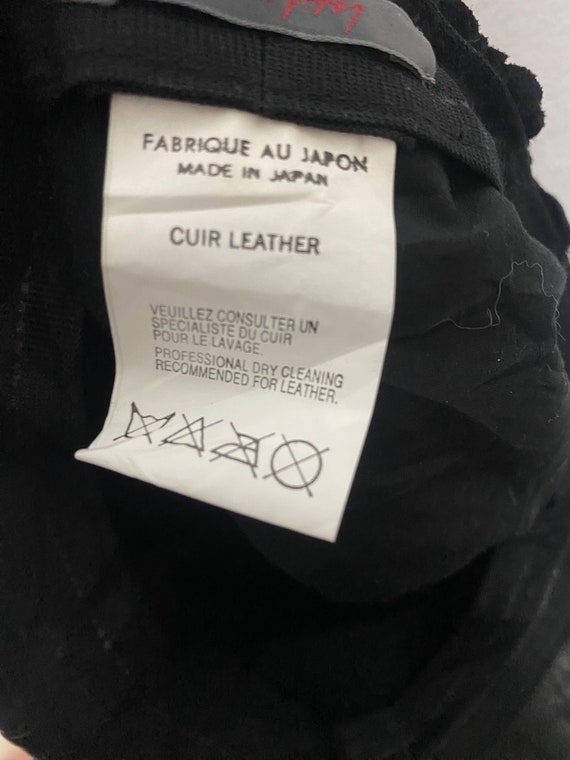 FABRIQUE AU JAPON
MADE IN JAPAN
CUIR LEATHER
VEUILLEZ CONSULTER UN
SPECIALISTE DU CUIR
POUR LE LAVAGE.
PROFESSIONAL DRY CLEANING
RECOMMENDED FOR LEATHER.